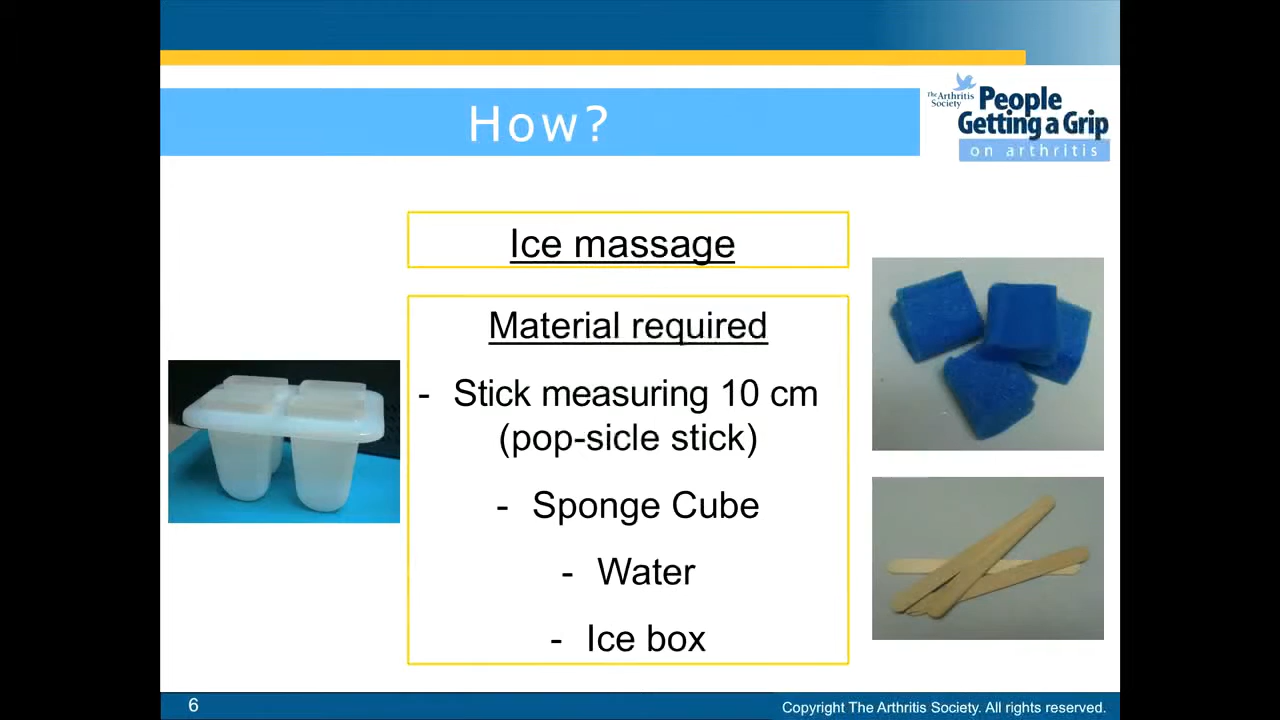 How?
The Arthritis
Society
People
Getting a Grip
on arthritis
Ice massage
Material required
- Stick measuring 10 cm
(pop-sicle stick)
- Sponge Cube
- Water
- Ice box
6
Copyright The Arthritis Society. All rights reserved.